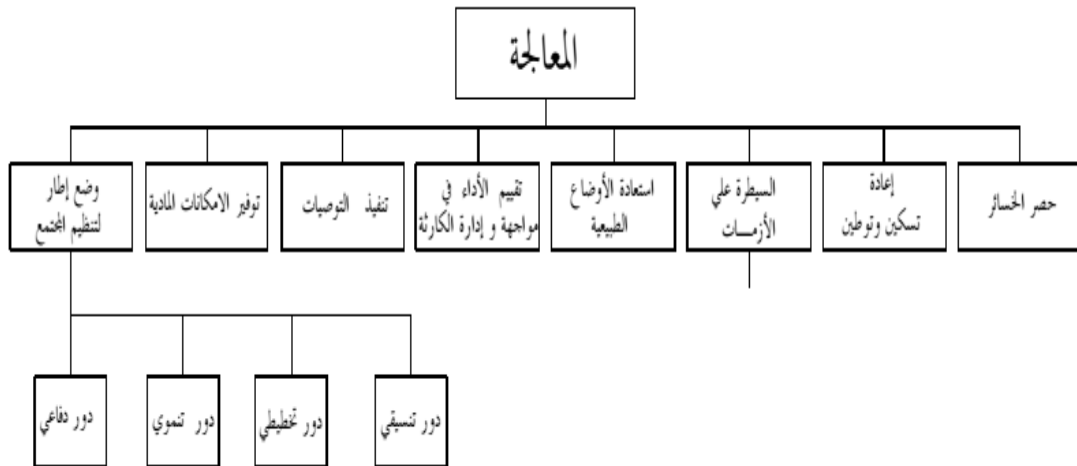 المعالجة
حصر الخسائر
إعادة
تسكين وتوطين
السيطرة علي
الأزمـــات
استعادة الأوضاع
الطبيعية
تقييم الأداء في
مواجهة و إدارة الكارثة
تنفيذ التوصيات
توفير الامكانات المادية
وضع إطار
لتنظيم المجتمع
دور تنسيقي
دور تخطيطي
دور تنموي
دور دفاعي